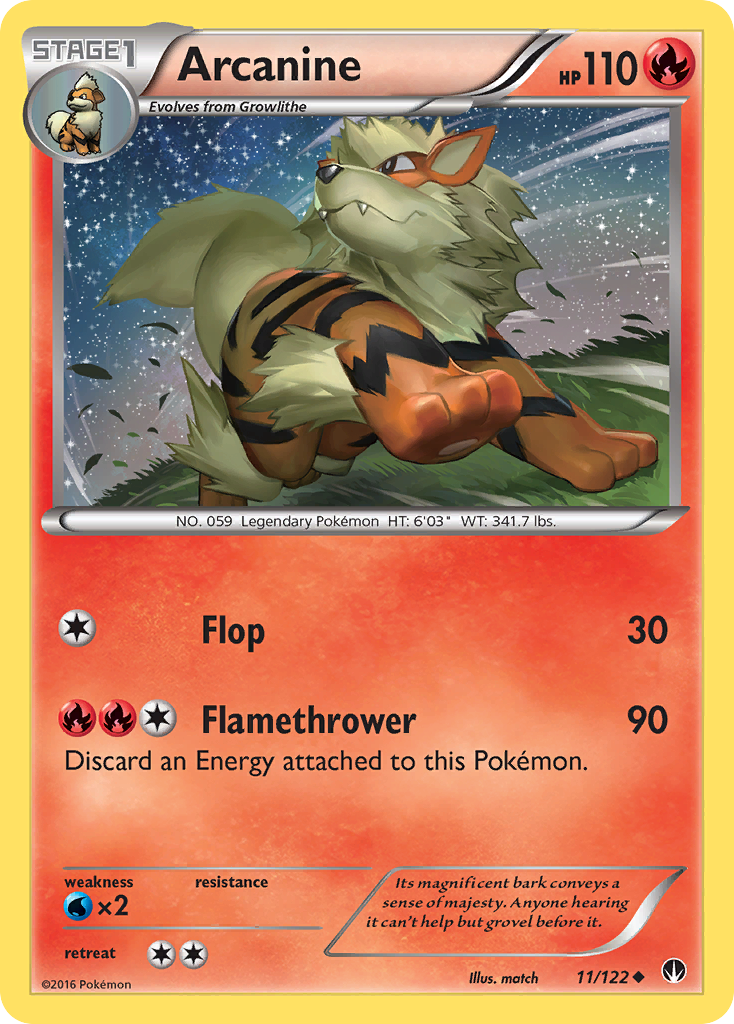 STAGE1
Arcanine
HP110
Evolves from Growlithe
NO. 059 Legendary Pokémon HT: 6'03" WT: 341.7 lbs.
Flop 30
Flamethrower 90
Discard an Energy attached to this Pokémon.
weakness resistance
×2
Its magnificent bark conveys a
sense of majesty. Anyone hearing
it can't help but grovel before it.
retreat
©2016 Pokémon
Illus. match 11/122